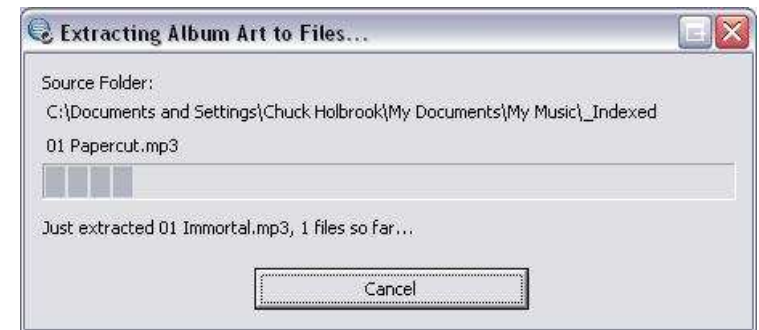 Extracting Album Art to Files...
Source Folder:
C:\Documents and Settings\Chuck Holbrook\My Documents\My Music\_Indexed
01 Papercut.mp3
Just extracted 01 Immortal.mp3, 1 files so far...
Cancel